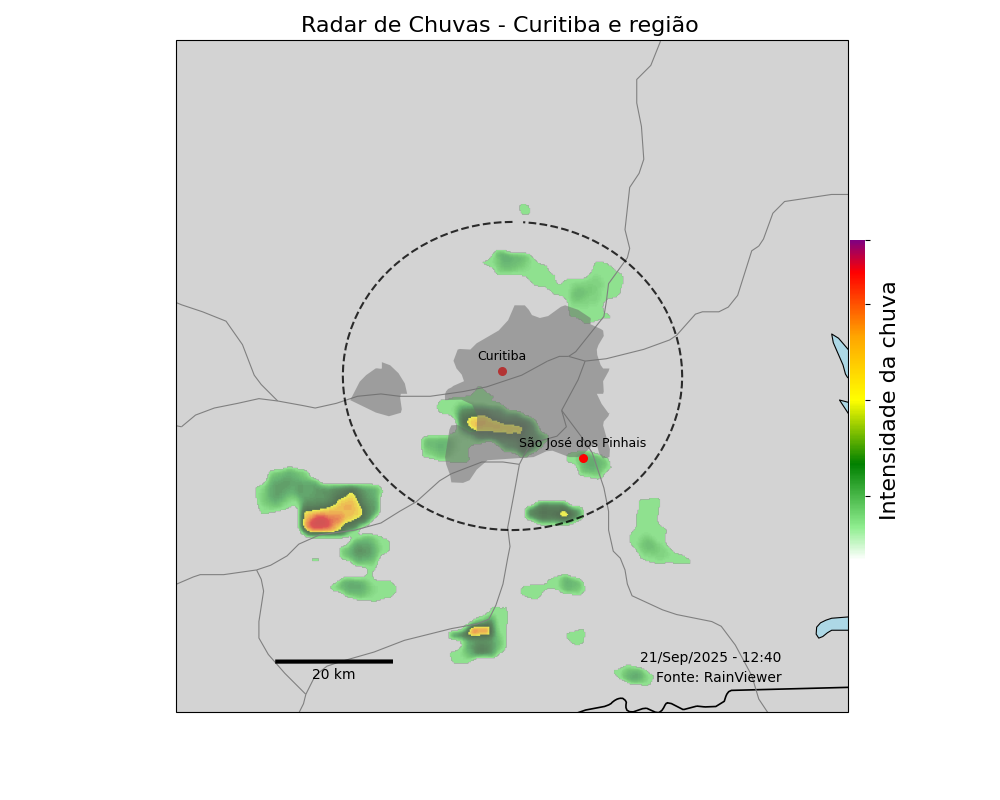 Radar de Chuvas - Curitiba e região
Curitiba
São José dos Pinhais
Intensidade da chuva
20 km
21/Sep/2025 - 12:40
Fonte: RainViewer